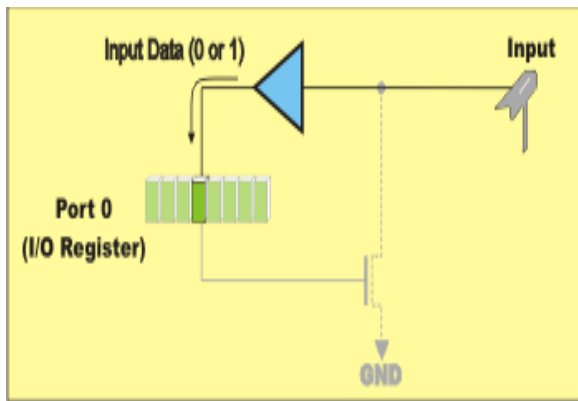 Input Data (0 or 1)
Input
Port 0
(I/O Register)
GND